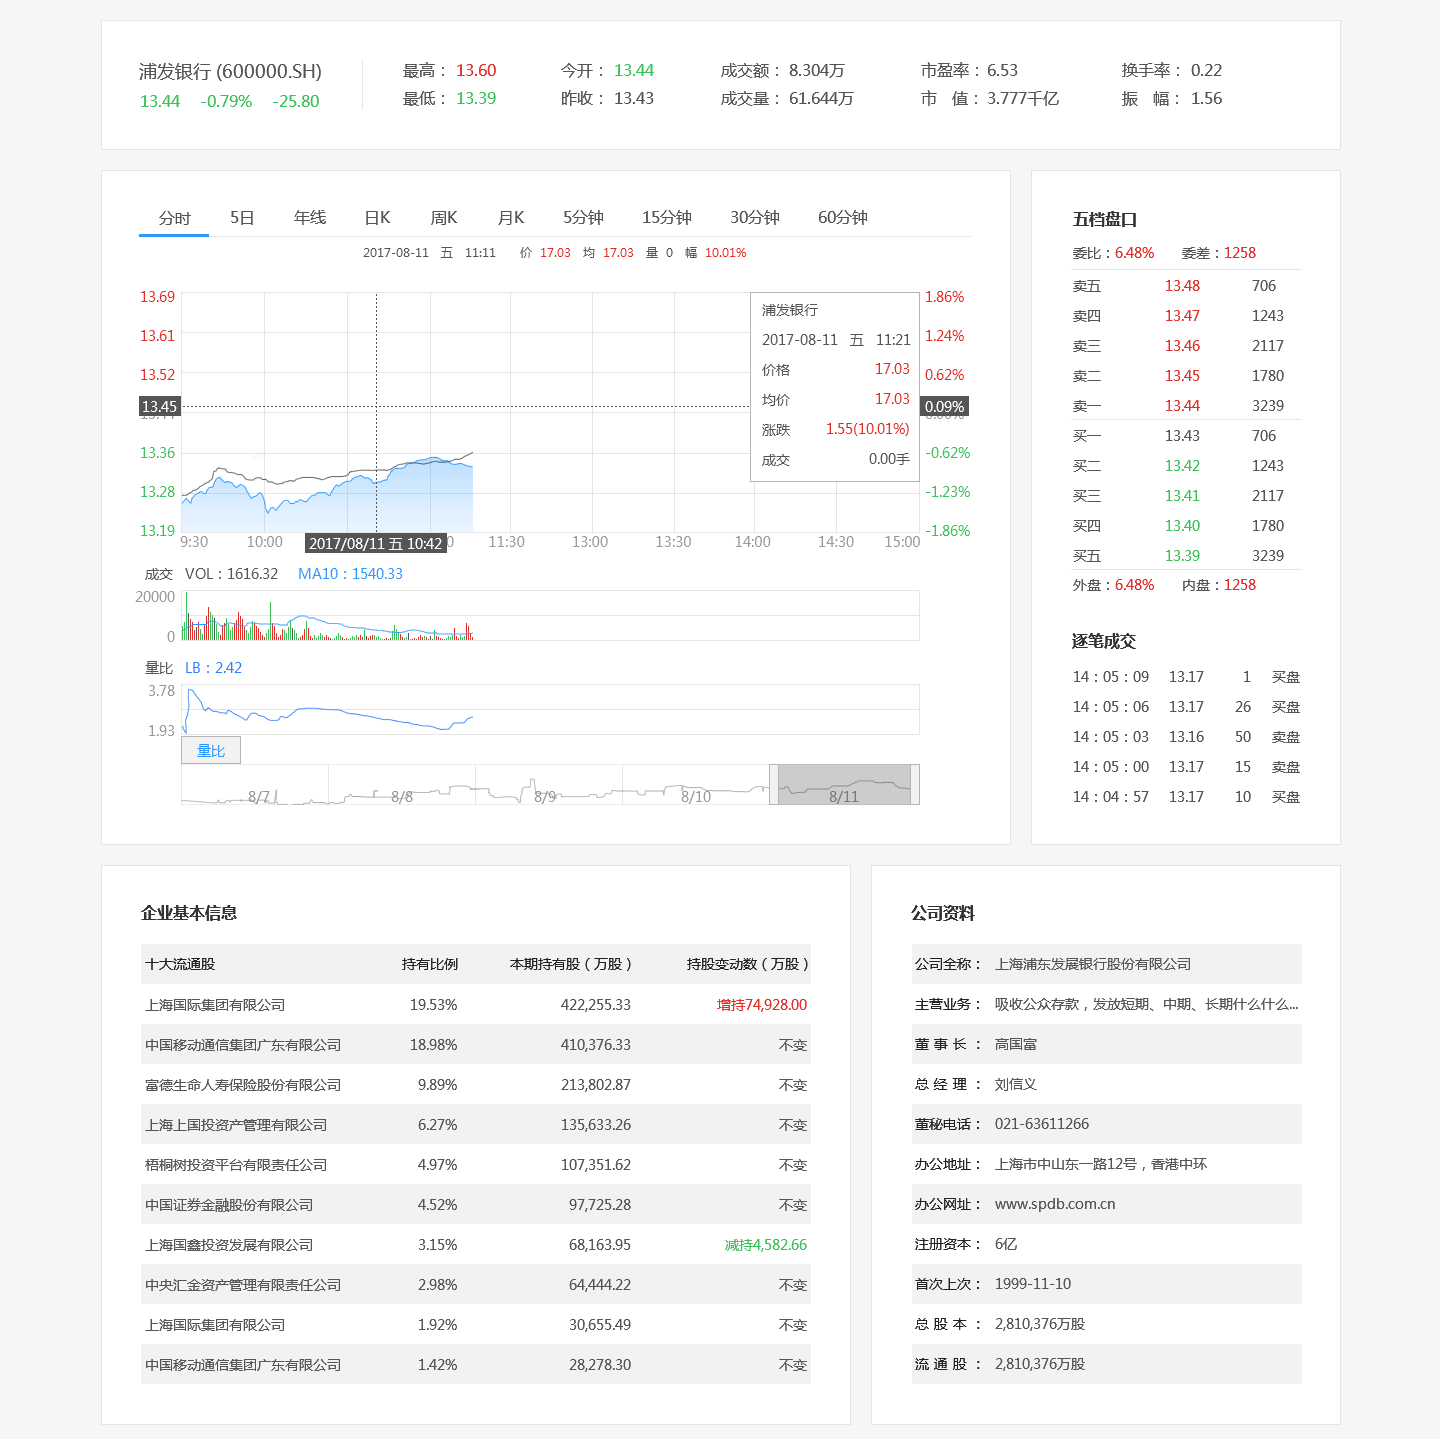 浦发银行 (600000.SH)
13.44 -0.79% -25.80
最高： 13.60 今开： 13.44 成交额： 8.304万 市盈率： 6.53 换手率： 0.22
最低： 13.39 昨收： 13.43 成交量： 61.644万 市 值： 3.777千亿 振 幅： 1.56
分时 5日 年线 日K 周K 月K 5分钟 15分钟 30分钟 60分钟
2017-08-11 五 11:11 价 17.03 均 17.03 量 0 幅 10.01%
13.69
13.61
13.52
13.45
13.36
13.28
13.19
1.86%
1.24%
0.62%
0.09%
-0.62%
-1.23%
-1.86%
浦发银行
2017-08-11 五 11:21
价格 17.03
均价 17.03
涨跌 1.55(10.01%)
成交 0.00手
9:30 10:00 2017/08/11 五 10:42 11:30 13:00 13:30 14:00 14:30 15:00
成交 VOL：1616.32 MA10：1540.33
20000
0
量比 LB：2.42
3.78
1.93
量比
8/7 8/8 8/9 8/10 8/11
五档盘口
委比：6.48% 委差：1258
卖五 13.48 706
卖四 13.47 1243
卖三 13.46 2117
卖二 13.45 1780
卖一 13.44 3239
买一 13.43 706
买二 13.42 1243
买三 13.41 2117
买四 13.40 1780
买五 13.39 3239
外盘：6.48% 内盘：1258
逐笔成交
14：05：09 13.17 1 买盘
14：05：06 13.17 26 买盘
14：05：03 13.16 50 卖盘
14：05：00 13.17 15 卖盘
14：04：57 13.17 10 买盘
企业基本信息
十大流通股 持有比例 本期持有股（万股） 持股变动数（万股）
上海国际集团有限公司 19.53% 422,255.33 增持74,928.00
中国移动通信集团广东有限公司 18.98% 410,376.33 不变
富德生命人寿保险股份有限公司 9.89% 213,802.87 不变
上海上国投资产管理有限公司 6.27% 135,633.26 不变
梧桐树投资平台有限责任公司 4.97% 107,351.62 不变
中国证券金融股份有限公司 4.52% 97,725.28 不变
上海国鑫投资发展有限公司 3.15% 68,163.95 减持4,582.66
中央汇金资产管理有限责任公司 2.98% 64,444.22 不变
上海国际集团有限公司 1.92% 30,655.49 不变
中国移动通信集团广东有限公司 1.42% 28,278.30 不变
公司资料
公司全称： 上海浦东发展银行股份有限公司
主营业务： 吸收公众存款，发放短期、中期、长期什么什么...
董 事 长 ： 高国富
总 经 理 ： 刘信义
董秘电话： 021-63611266
办公地址： 上海市中山东一路12号，香港中环
办公网址： www.spdb.com.cn
注册资本： 6亿
首次上次： 1999-11-10
总 股 本 ： 2,810,376万股
流 通 股 ： 2,810,376万股